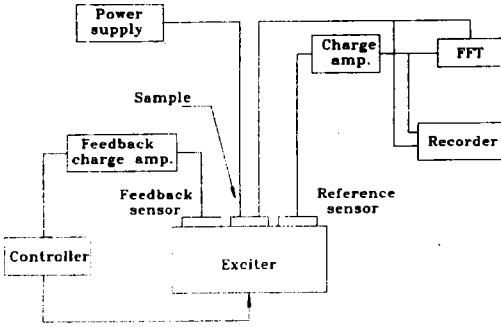 Power
supply
Charge
amp.
FFT
Sample
Recorder
Feedback
charge amp.
Feedback
sensor
Reference
sensor
Controller
Exciter